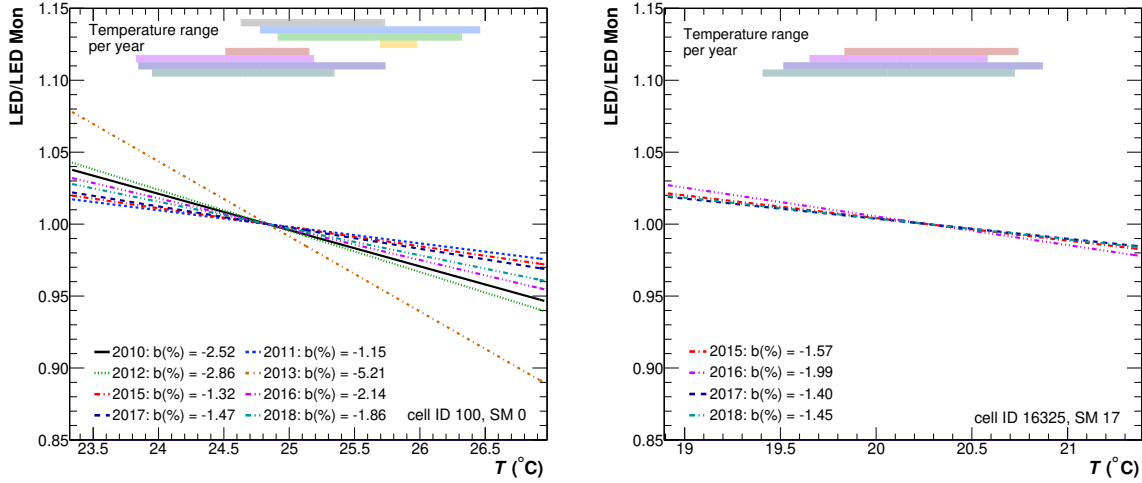 LED/LED Mon
1.15
1.10
1.05
1.00
0.95
0.90
0.85
Temperature range
per year
2010: b(%) = -2.52
2011: b(%) = -1.15
2012: b(%) = -2.86
2013: b(%) = -5.21
2015: b(%) = -1.32
2016: b(%) = -2.14
2017: b(%) = -1.47
2018: b(%) = -1.86
cell ID 100, SM 0
23.5 24 24.5 25 25.5 26 26.5
T (°C)
LED/LED Mon
1.15
1.10
1.05
1.00
0.95
0.90
0.85
Temperature range
per year
2015: b(%) = -1.57
2016: b(%) = -1.99
2017: b(%) = -1.40
2018: b(%) = -1.45
cell ID 16325, SM 17
19 19.5 20 20.5 21
T (°C)